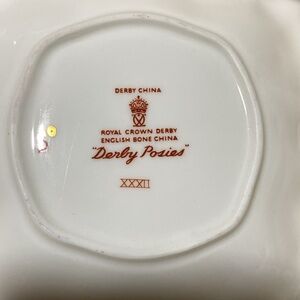 DERBY CHINA
ROYAL CROWN DERBY
ENGLISH BONE CHINA
"Derby Posies"
XXXII